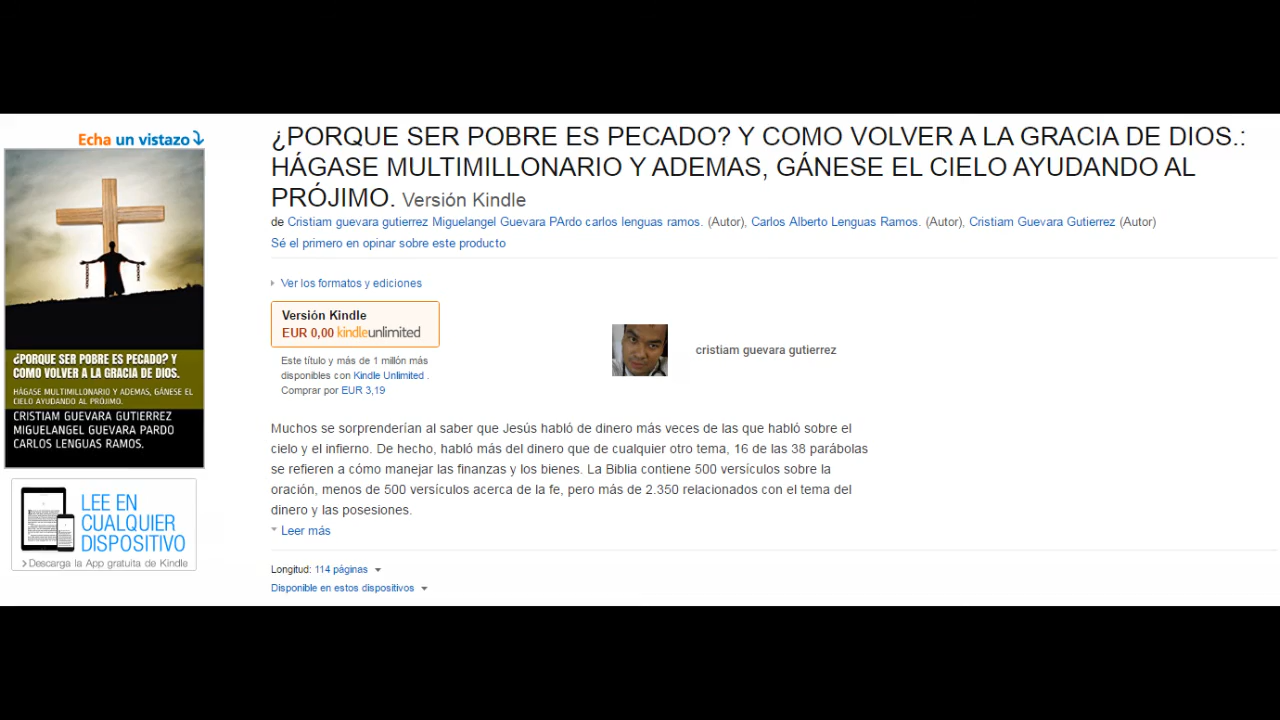 Echa un vistazo
¿PORQUE SER POBRE ES PECADO? Y
COMO VOLVER A LA GRACIA DE DIOS.
HÁGASE MULTIMILLONARIO Y ADEMAS, GÁNESE EL
CIELO AYUDANDO AL PROJIMO.
CRISTIAM GUEVARA GUTIERREZ
MIGUELANGEL GUEVARA PARDO
CARLOS LENGUAS RAMOS.
LEE EN
CUALQUIER
DISPOSITIVO
Descarga la App gratuita de Kindle
¿PORQUE SER POBRE ES PECADO? Y COMO VOLVER A LA GRACIA DE DIOS.:
HÁGASE MULTIMILLONARIO Y ADEMAS, GÁNESE EL CIELO AYUDANDO AL
PRÓJIMO. Versión Kindle
de Cristiam guevara gutierrez Miguelangel Guevara PArdo carlos lenguas ramos. (Autor), Carlos Alberto Lenguas Ramos. (Autor), Cristiam Guevara Gutierrez (Autor)
Sé el primero en opinar sobre este producto
Ver los formatos y ediciones
Versión Kindle
EUR 0,00 kindleunlimited
Este título y más de 1 millón más
disponibles con Kindle Unlimited .
Comprar por EUR 3,19
cristiam guevara gutierrez
Muchos se sorprenderían al saber que Jesús habló de dinero más veces de las que habló sobre el
cielo y el infierno. De hecho, habló más del dinero que de cualquier otro tema, 16 de las 38 parábolas
se refieren a cómo manejar las finanzas y los bienes. La Biblia contiene 500 versículos sobre la
oración, menos de 500 versículos acerca de la fe, pero más de 2.350 relacionados con el tema del
dinero y las posesiones.
Leer más
Longitud: 114 páginas
Disponible en estos dispositivos